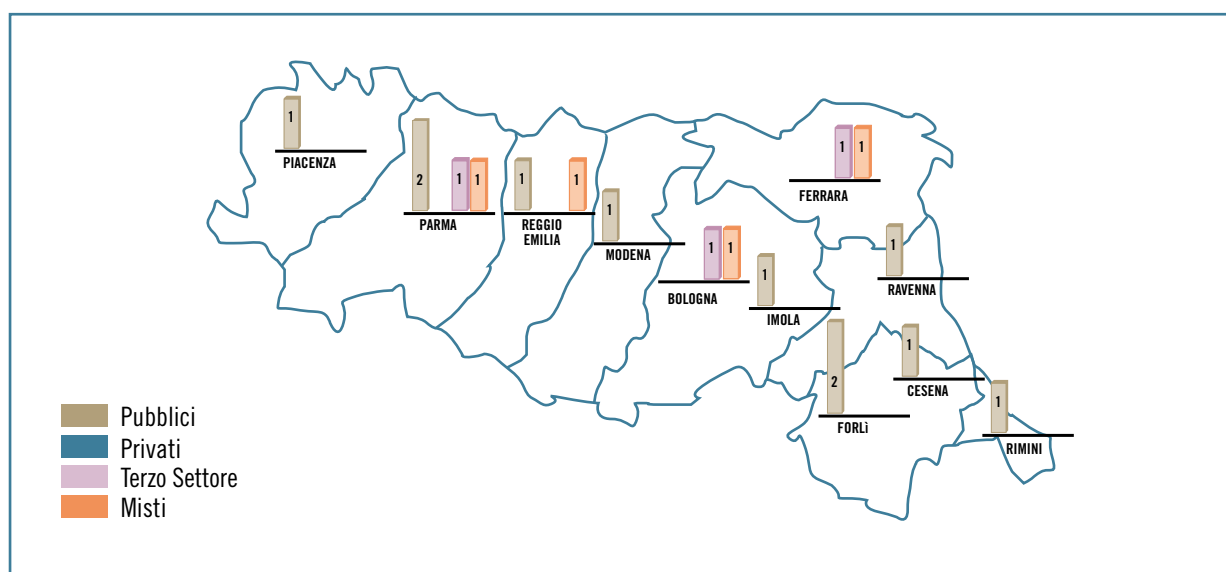 1
PIACENZA
2 1 1
PARMA
1 1
REGGIO
EMILIA
1
MODENA
1 1
BOLOGNA
1
IMOLA
1 1
FERRARA
1
RAVENNA
2
FORLì
1
CESENA
1
RIMINI
Pubblici
Privati
Terzo Settore
Misti